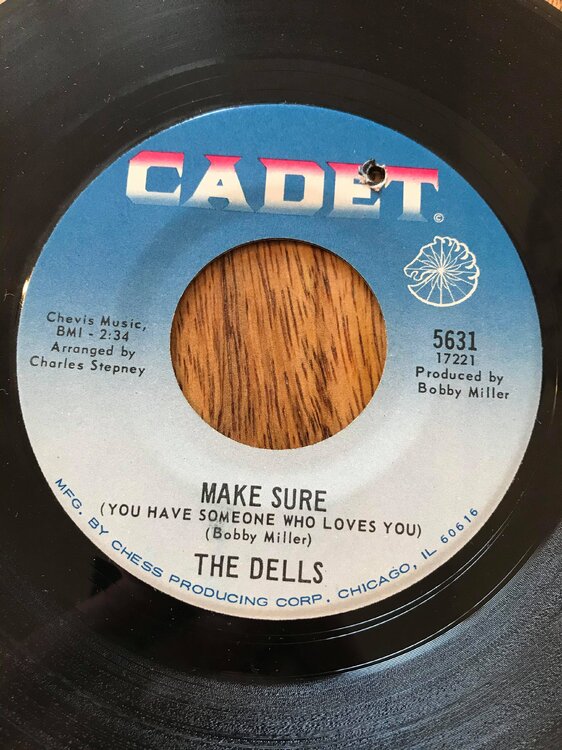 CADET
©
Chevis Music,
BMI - 2:34
Arranged by
Charles Stepney
5631
17221
Produced by
Bobby Miller
MAKE SURE
(YOU HAVE SOMEONE WHO LOVES YOU)
(Bobby Miller)
THE DELLS
MFG. BY CHESS PRODUCING CORP. CHICAGO, IL 60616